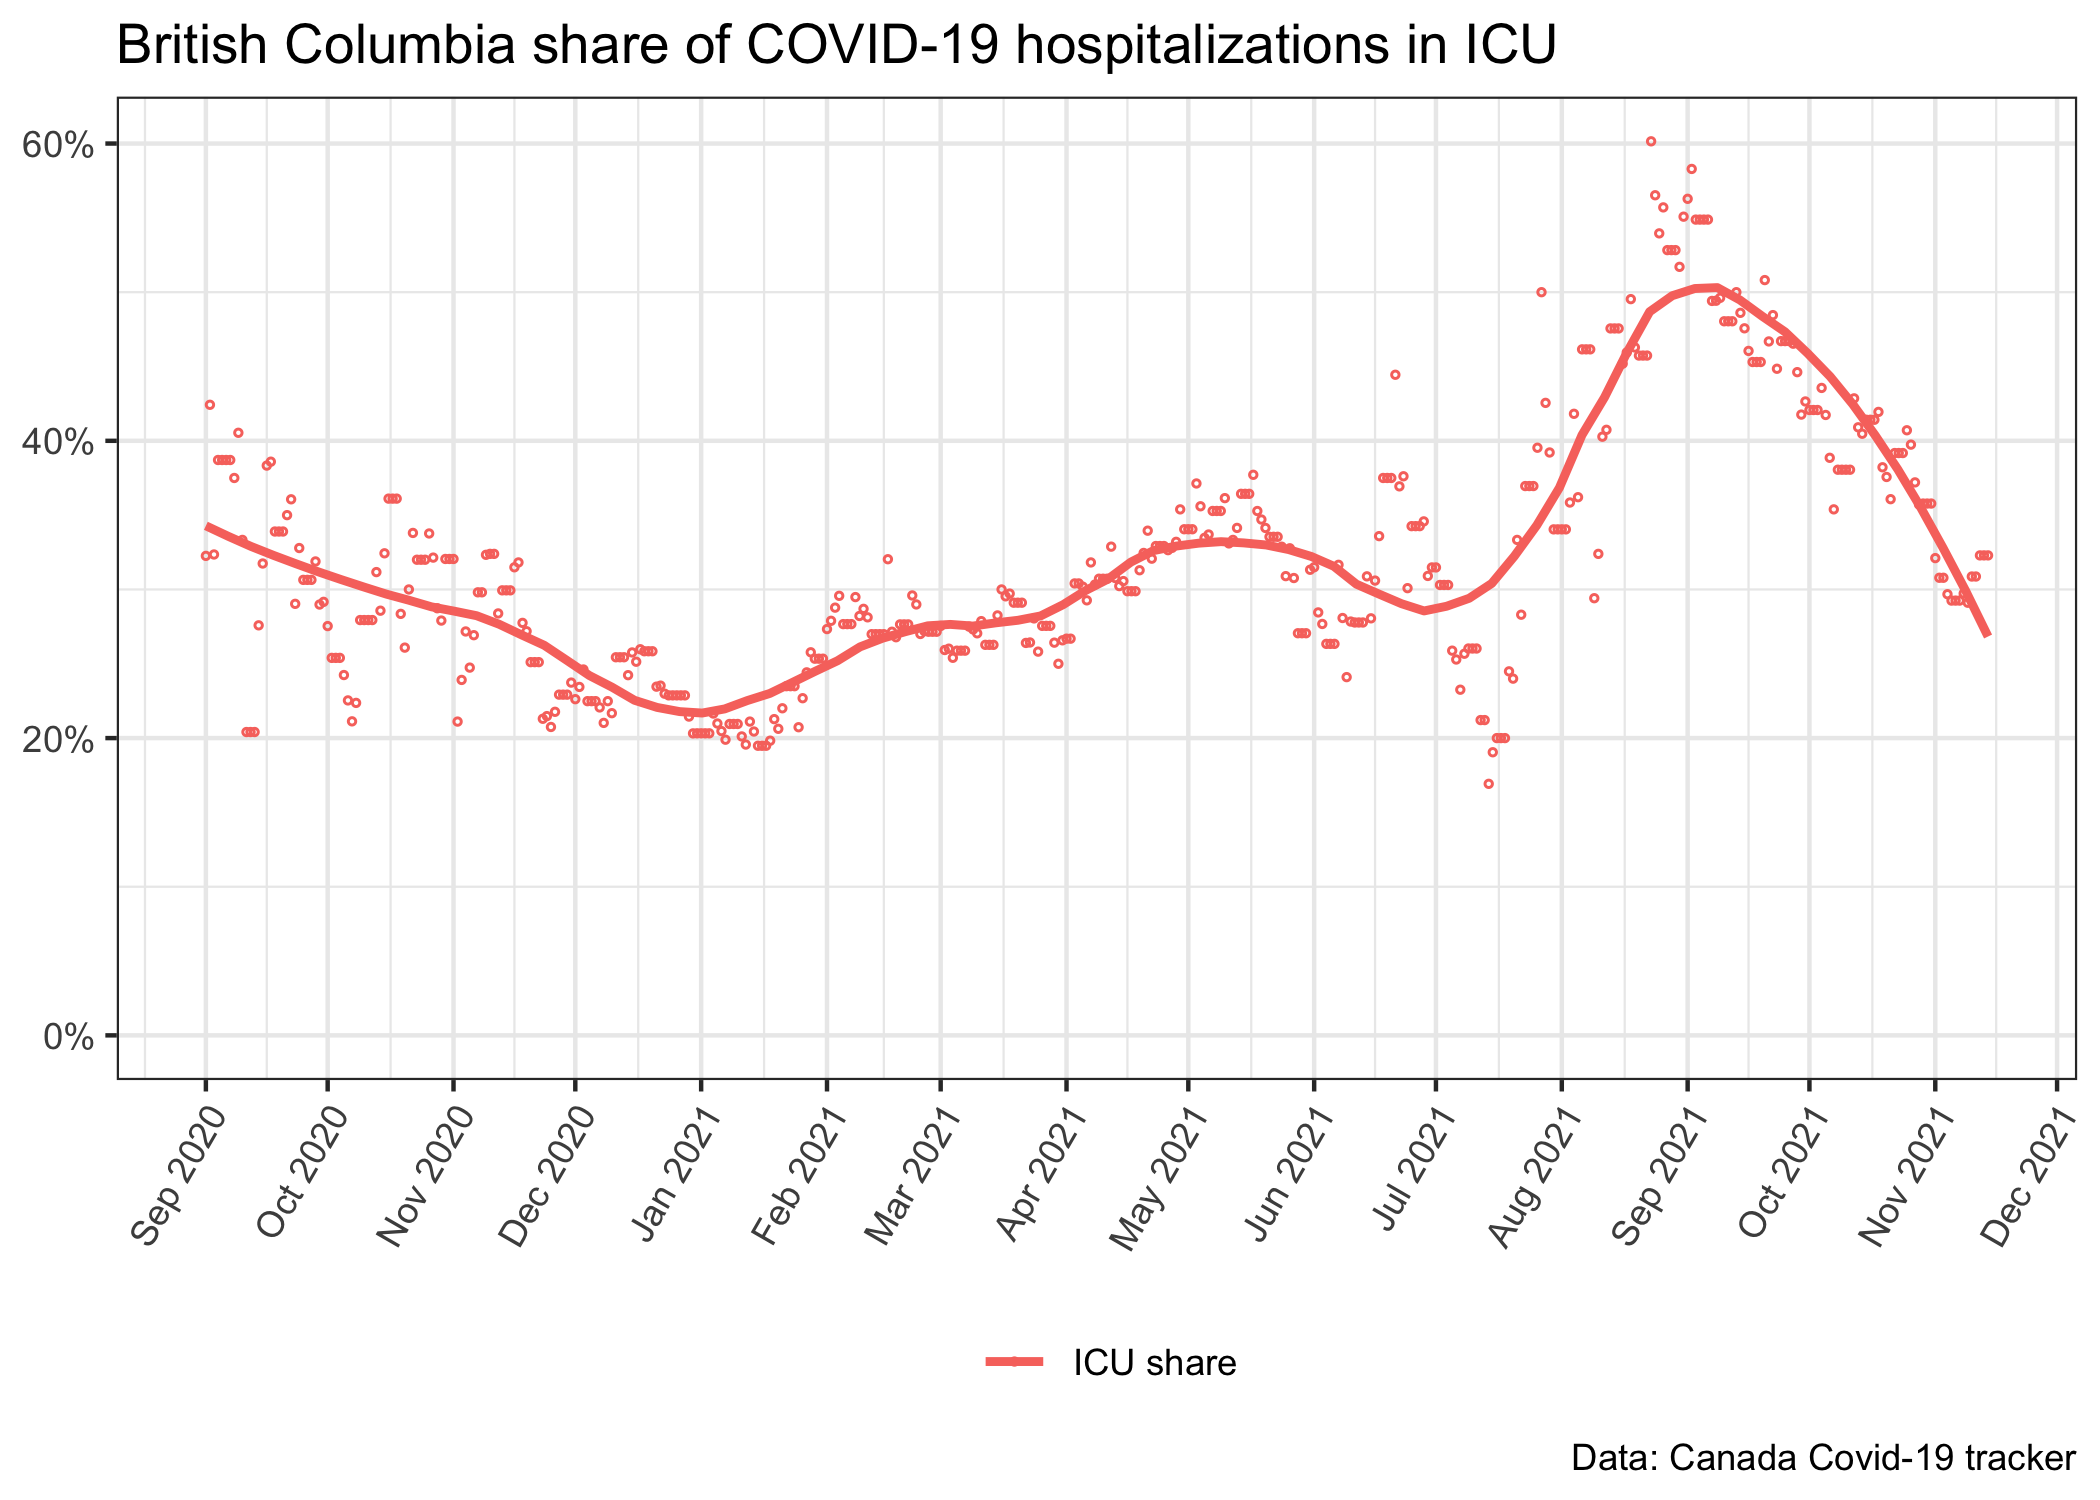 British Columbia share of COVID-19 hospitalizations in ICU
60%
40%
20%
0%
Sep 2020
Oct 2020
Nov 2020
Dec 2020
Jan 2021
Feb 2021
Mar 2021
Apr 2021
May 2021
Jun 2021
Jul 2021
Aug 2021
Sep 2021
Oct 2021
Nov 2021
Dec 2021
ICU share
Data: Canada Covid-19 tracker